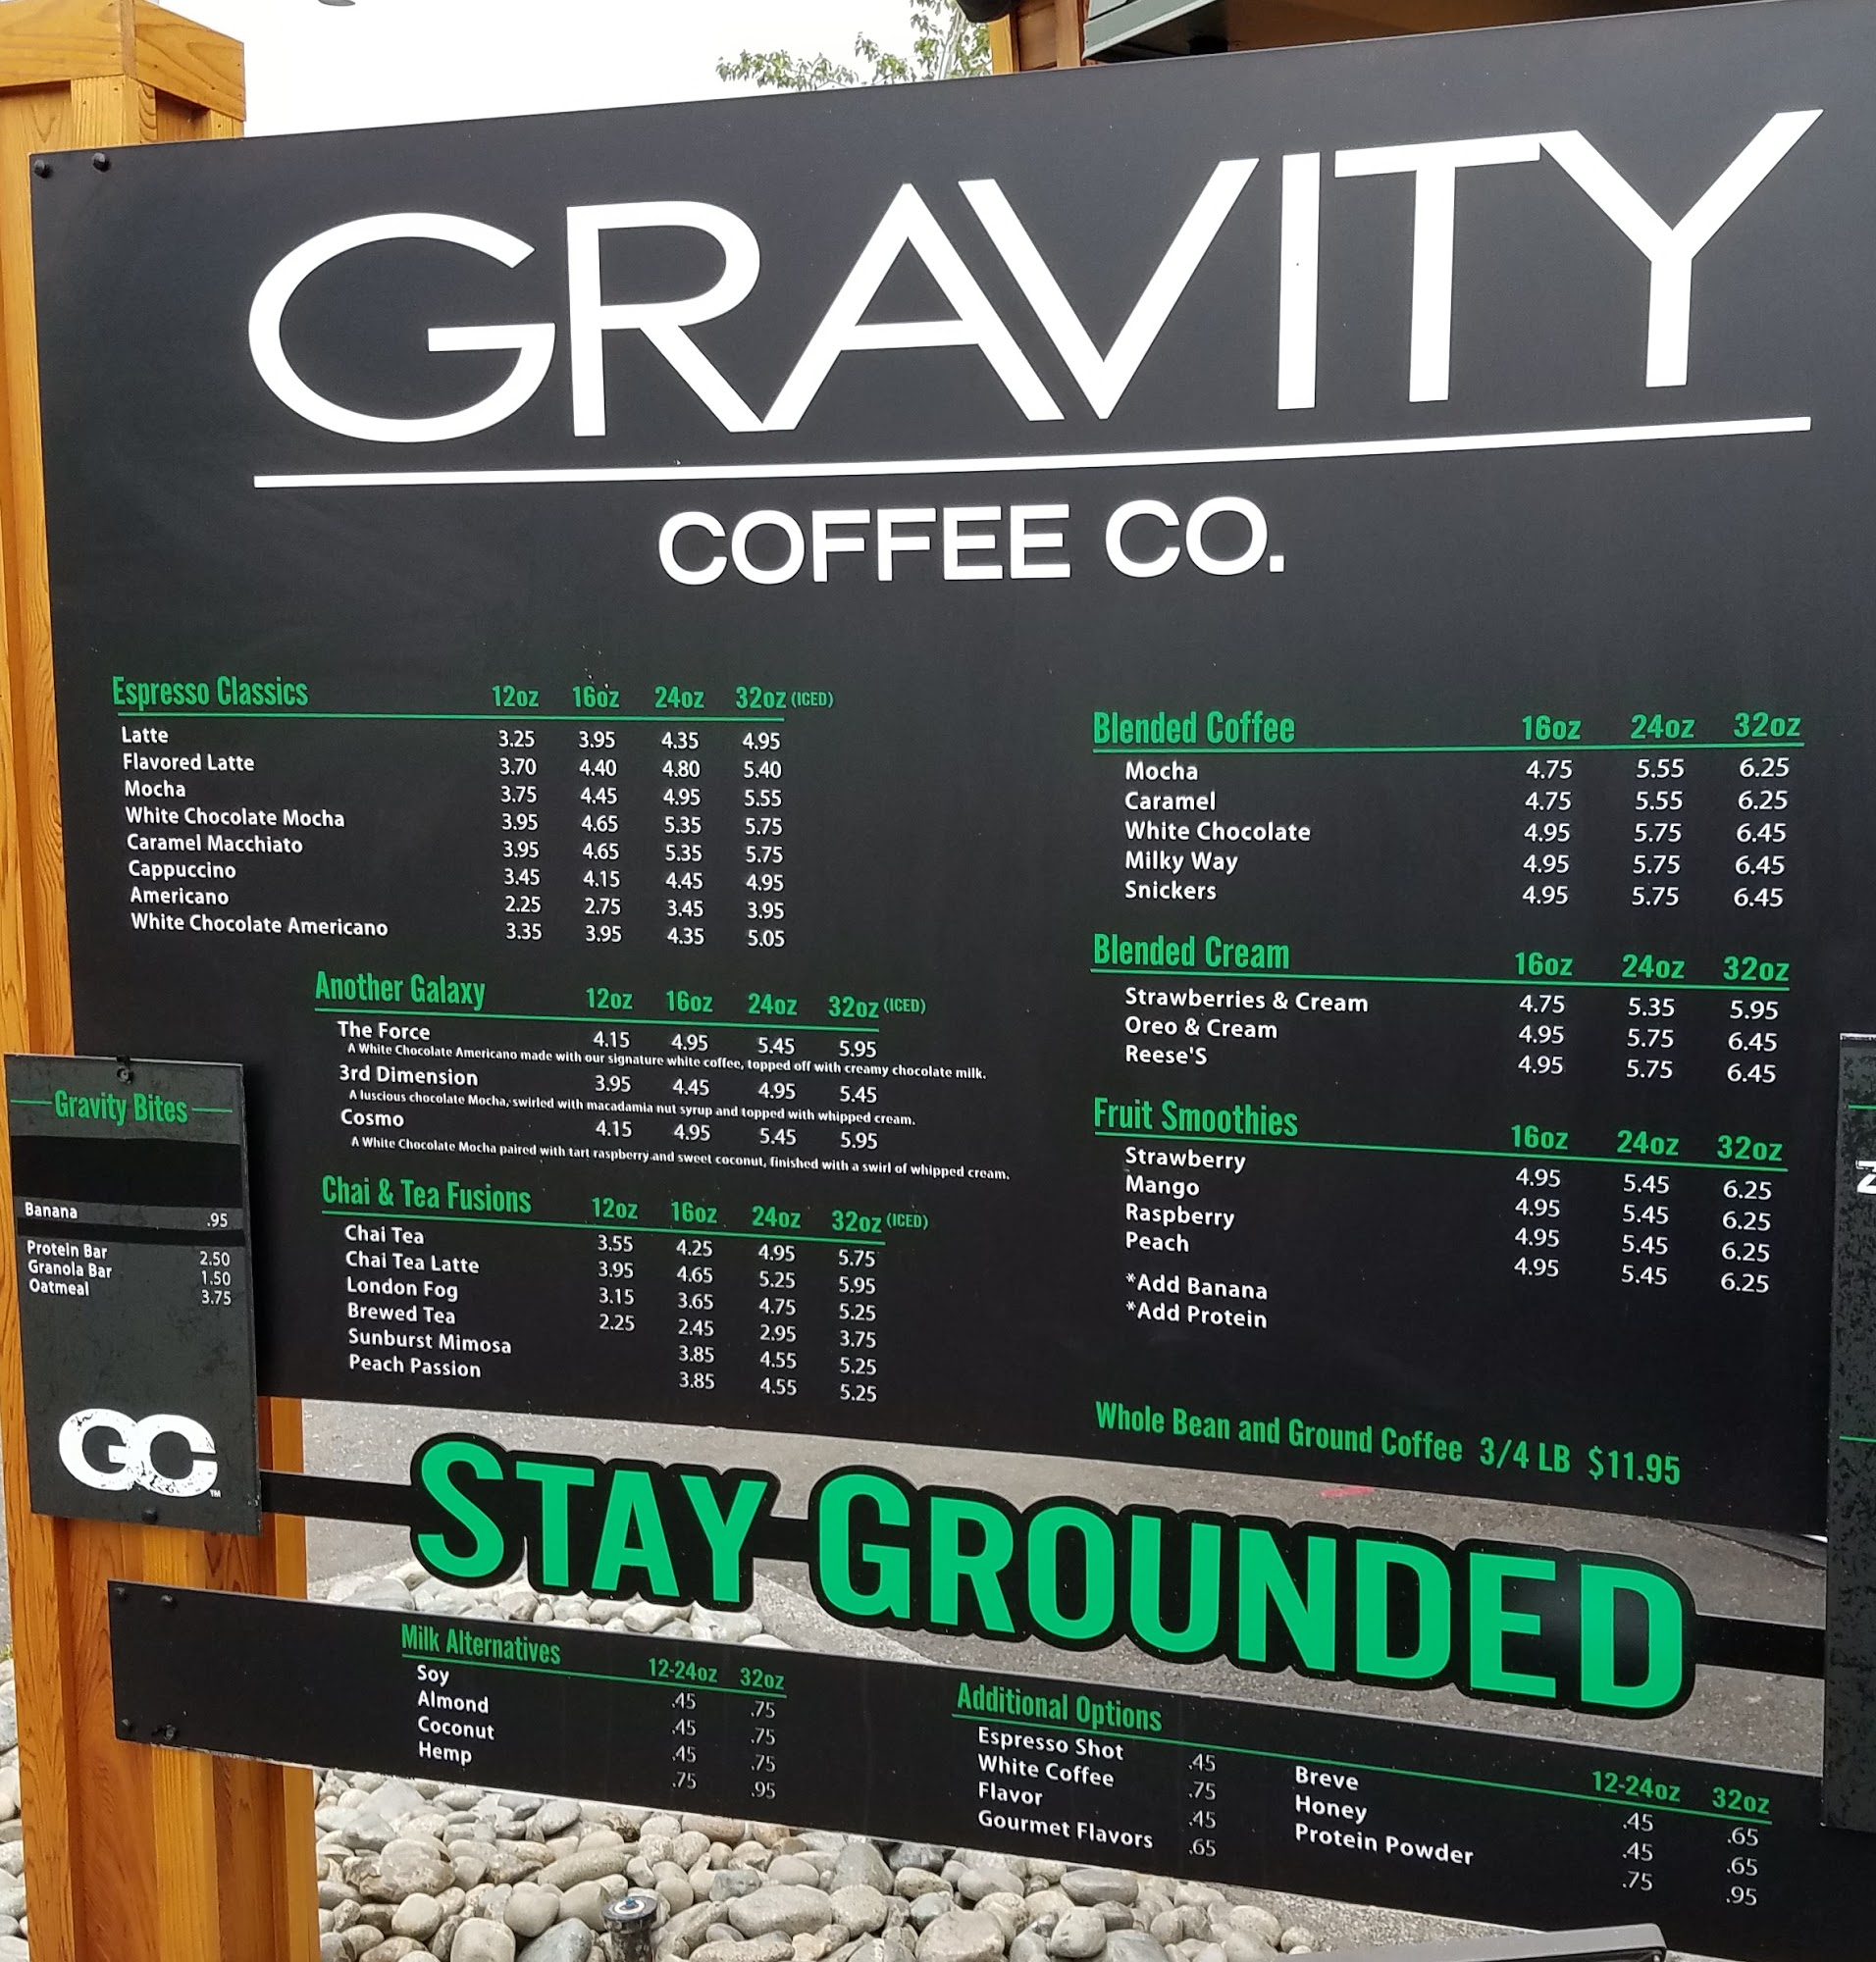 GRAVITY
COFFEE CO.
Espresso Classics 12oz 16oz 24oz 32oz (ICED)
Latte 3.25 3.95 4.35 4.95
Flavored Latte 3.70 4.40 4.80 5.40
Mocha 3.75 4.45 4.95 5.55
White Chocolate Mocha 3.95 4.65 5.35 5.75
Caramel Macchiato 3.95 4.65 5.35 5.75
Cappuccino 3.45 4.15 4.45 4.95
Americano 2.25 2.75 3.45 3.95
White Chocolate Americano 3.35 3.95 4.35 5.05
Another Galaxy 12oz 16oz 24oz 32oz (ICED)
The Force 4.15 4.95 5.45 5.95
A White Chocolate Americano made with our signature white coffee, topped off with creamy chocolate milk.
3rd Dimension 3.95 4.45 4.95 5.45
A luscious chocolate Mocha, swirled with macadamia nut syrup and topped with whipped cream.
Cosmo 4.15 4.95 5.45 5.95
A White Chocolate Mocha paired with tart raspberry and sweet coconut, finished with a swirl of whipped cream.
Chai & Tea Fusions 12oz 16oz 24oz 32oz (ICED)
Chai Tea 3.55 4.25 4.95 5.75
Chai Tea Latte 3.95 4.65 5.25 5.95
London Fog 3.15 3.65 4.75 5.25
Brewed Tea 2.25 2.45 2.95 3.75
Sunburst Mimosa 3.85 4.55 5.25
Peach Passion 3.85 4.55 5.25
Blended Coffee 16oz 24oz 32oz
Mocha 4.75 5.55 6.25
Caramel 4.75 5.55 6.25
White Chocolate 4.95 5.75 6.45
Milky Way 4.95 5.75 6.45
Snickers 4.95 5.75 6.45
Blended Cream 16oz 24oz 32oz
Strawberries & Cream 4.75 5.35 5.95
Oreo & Cream 4.95 5.75 6.45
Reese'S 4.95 5.75 6.45
Fruit Smoothies 16oz 24oz 32oz
Strawberry 4.95 5.45 6.25
Mango 4.95 5.45 6.25
Raspberry 4.95 5.45 6.25
Peach 4.95 5.45 6.25
*Add Banana
*Add Protein
Whole Bean and Ground Coffee 3/4 LB $11.95
Gravity Bites
Banana .95
Protein Bar 2.50
Granola Bar 1.50
Oatmeal 3.75
GC TM
STAY GROUNDED
Milk Alternatives 12-24oz 32oz
Soy .45 .75
Almond .45 .75
Coconut .45 .75
Hemp .75 .95
Additional Options 12-24oz 32oz
Espresso Shot .45
White Coffee .75
Flavor .45
Gourmet Flavors .65
Breve .45 .65
Honey .45 .65
Protein Powder .75 .95